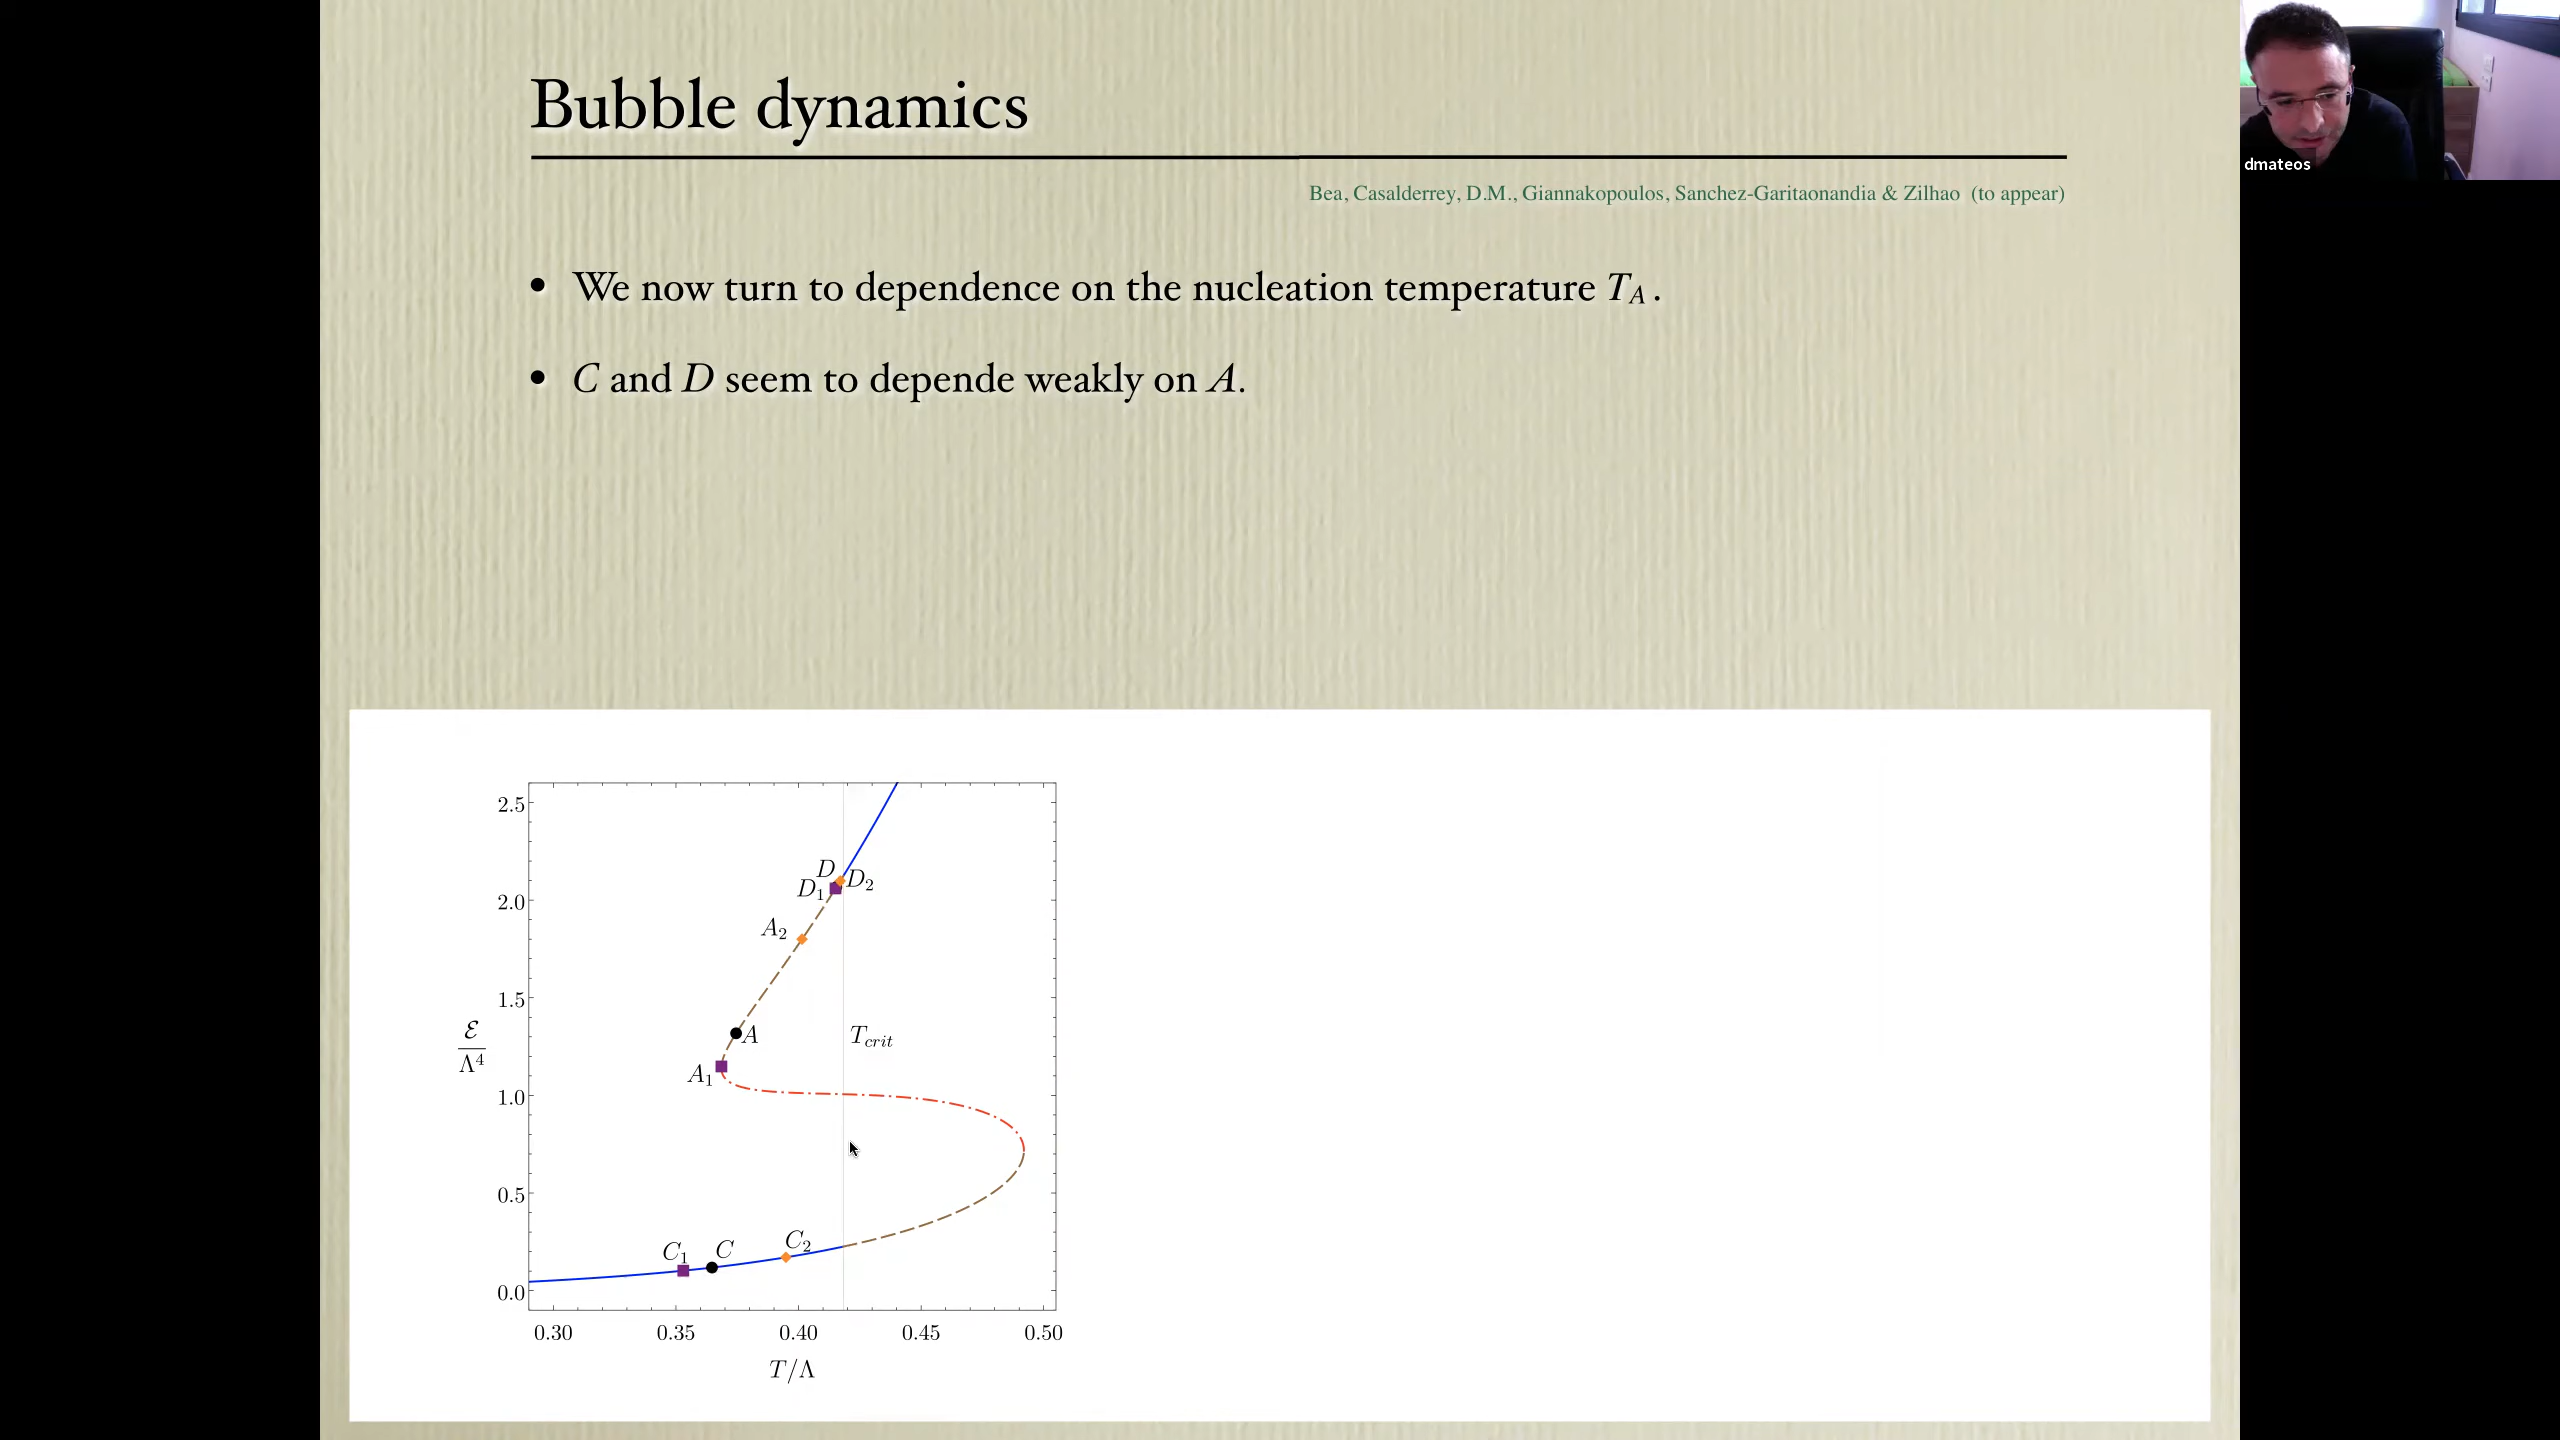 Bubble dynamics
dmateos
Bea, Casalderrey, D.M., Giannakopoulos, Sanchez-Garitaonandia & Zilhao (to appear)
• We now turn to dependence on the nucleation temperature T_A .
• C and D seem to depende weakly on A.
2.5
D
D_1 D_2
2.0
A_2
1.5
A
T_crit
ℰ/Λ^4
A_1
1.0
0.5
C_1 C C_2
0.0
0.30 0.35 0.40 0.45 0.50
T/Λ